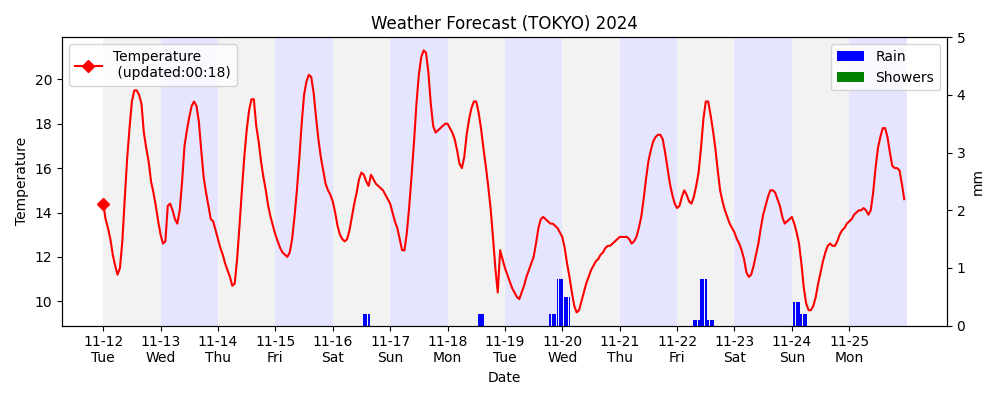 Weather Forecast (TOKYO) 2024
Temperature
(updated:00:18)
Rain
Showers
Temperature
20
18
16
14
12
10
5
4
3
2
1
0
mm
11-12 11-13 11-14 11-15 11-16 11-17 11-18 11-19 11-20 11-21 11-22 11-23 11-24 11-25
Tue Wed Thu Fri Sat Sun Mon Tue Wed Thu Fri Sat Sun Mon
Date